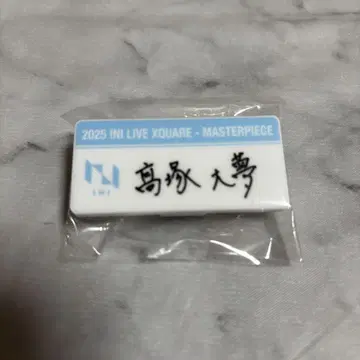 2025 INI LIVE XQUARE - MASTERPIECE
INI
髙塚 大夢